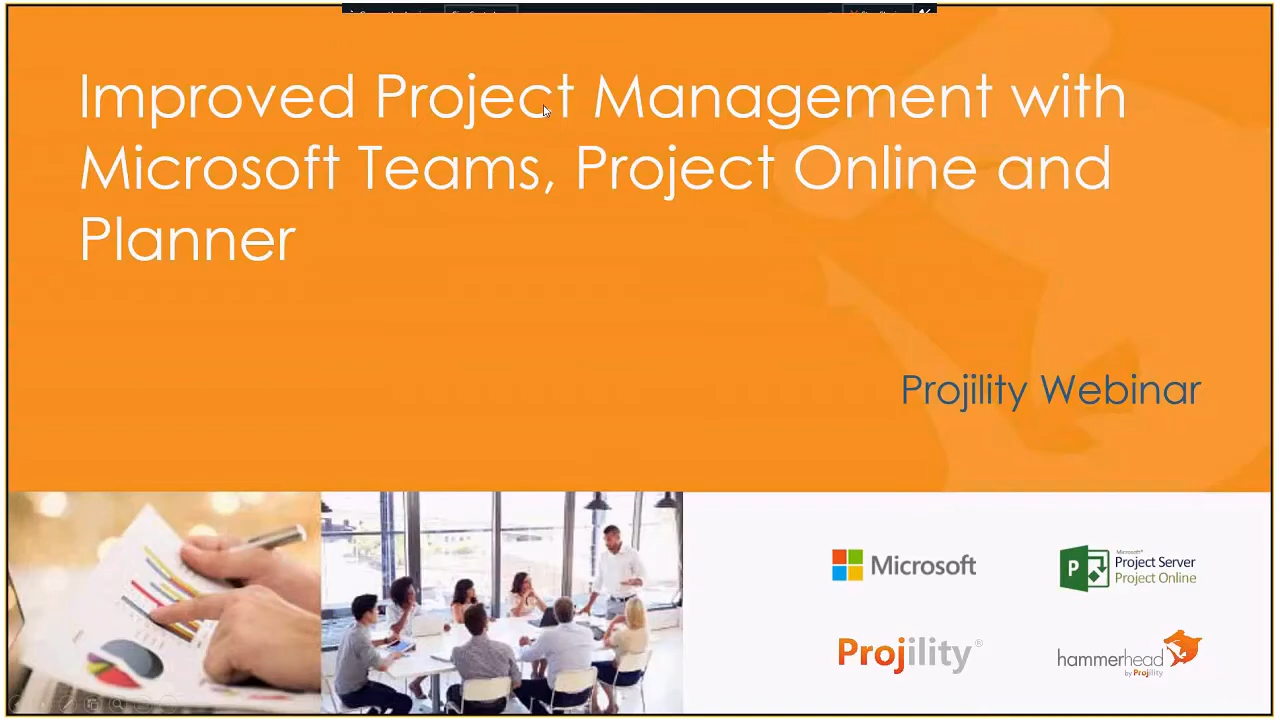 Improved Project Management with
Microsoft Teams, Project Online and
Planner
Projility Webinar
Microsoft
Microsoft®
Project Server
Project Online
P
Projility®
hammerhead
by Projility